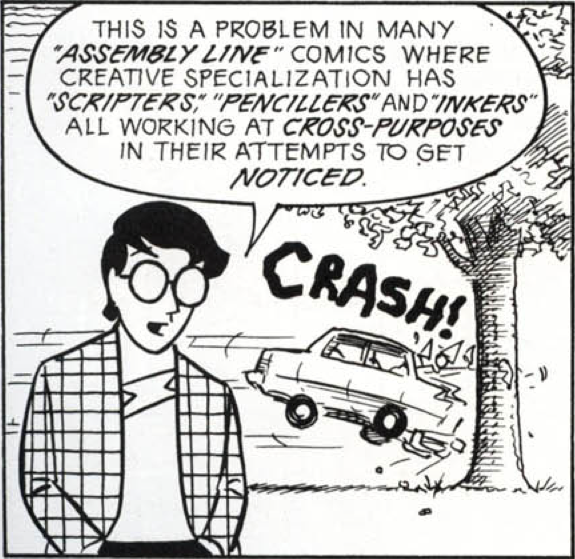 THIS IS A PROBLEM IN MANY
"ASSEMBLY LINE" COMICS WHERE
CREATIVE SPECIALIZATION HAS
"SCRIPTERS," "PENCILLERS" AND "INKERS"
ALL WORKING AT CROSS-PURPOSES
IN THEIR ATTEMPTS TO GET
NOTICED.
CRASH!